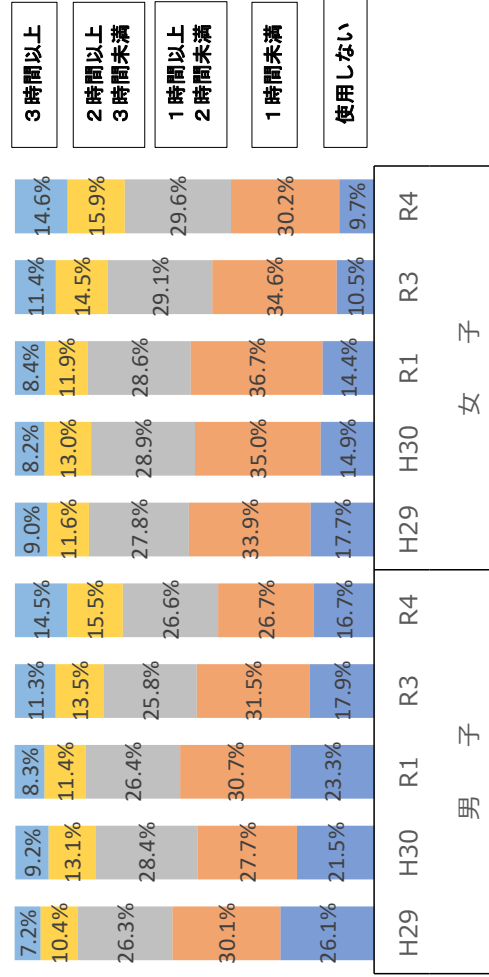 3時間以上
2時間以上
3時間未満
1時間以上
2時間未満
1時間未満
使用しない
7.2% 9.2% 8.3% 11.3% 14.5% 9.0% 8.2% 8.4% 11.4% 14.6%
10.4% 13.1% 11.4% 13.5% 15.5% 11.6% 13.0% 11.9% 14.5% 15.9%
26.3% 28.4% 26.4% 25.8% 26.6% 27.8% 28.9% 28.6% 29.1% 29.6%
30.1% 27.7% 30.7% 31.5% 26.7% 33.9% 35.0% 36.7% 34.6% 30.2%
26.1% 21.5% 23.3% 17.9% 16.7% 17.7% 14.9% 14.4% 10.5% 9.7%
H29 H30 R1 R3 R4 H29 H30 R1 R3 R4
男 子 女 子